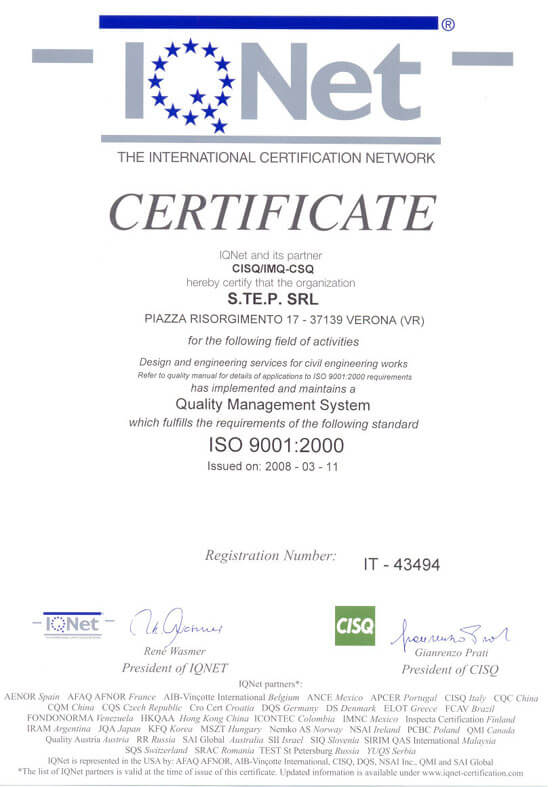 IQNet®
THE INTERNATIONAL CERTIFICATION NETWORK
CERTIFICATE
IQNet and its partner
CISQ/IMQ-CSQ
hereby certify that the organization
S.TE.P. SRL
PIAZZA RISORGIMENTO 17 - 37139 VERONA (VR)
for the following field of activities
Design and engineering services for civil engineering works
Refer to quality manual for details of applications to ISO 9001:2000 requirements
has implemented and maintains a
Quality Management System
which fulfills the requirements of the following standard
ISO 9001:2000
Issued on: 2008 - 03 - 11
Registration Number: IT - 43494
IQNet
CISQ
René Wasmer
Gianrenzo Prati
President of IQNET
President of CISQ
IQNet partners*:
AENOR Spain AFAQ AFNOR France AIB-Vinçotte International Belgium ANCE Mexico APCER Portugal CISQ Italy CQC China
CQM China CQS Czech Republic Cro Cert Croatia DQS Germany DS Denmark ELOT Greece FCAV Brazil
FONDONORMA Venezuela HKQAA Hong Kong China ICONTEC Colombia IMNC Mexico Inspecta Certification Finland
IRAM Argentina JQA Japan KFQ Korea MSZT Hungary Nemko AS Norway NSAI Ireland PCBC Poland QMI Canada
Quality Austria Austria RR Russia SAI Global Australia SII Israel SIQ Slovenia SIRIM QAS International Malaysia
SQS Switzerland SRAC Romania TEST St Petersburg Russia YUQS Serbia
IQNet is represented in the USA by: AFAQ AFNOR, AIB-Vinçotte International, CISQ, DQS, NSAI Inc., QMI and SAI Global
*The list of IQNet partners is valid at the time of issue of this certificate. Updated information is available under www.iqnet-certification.com